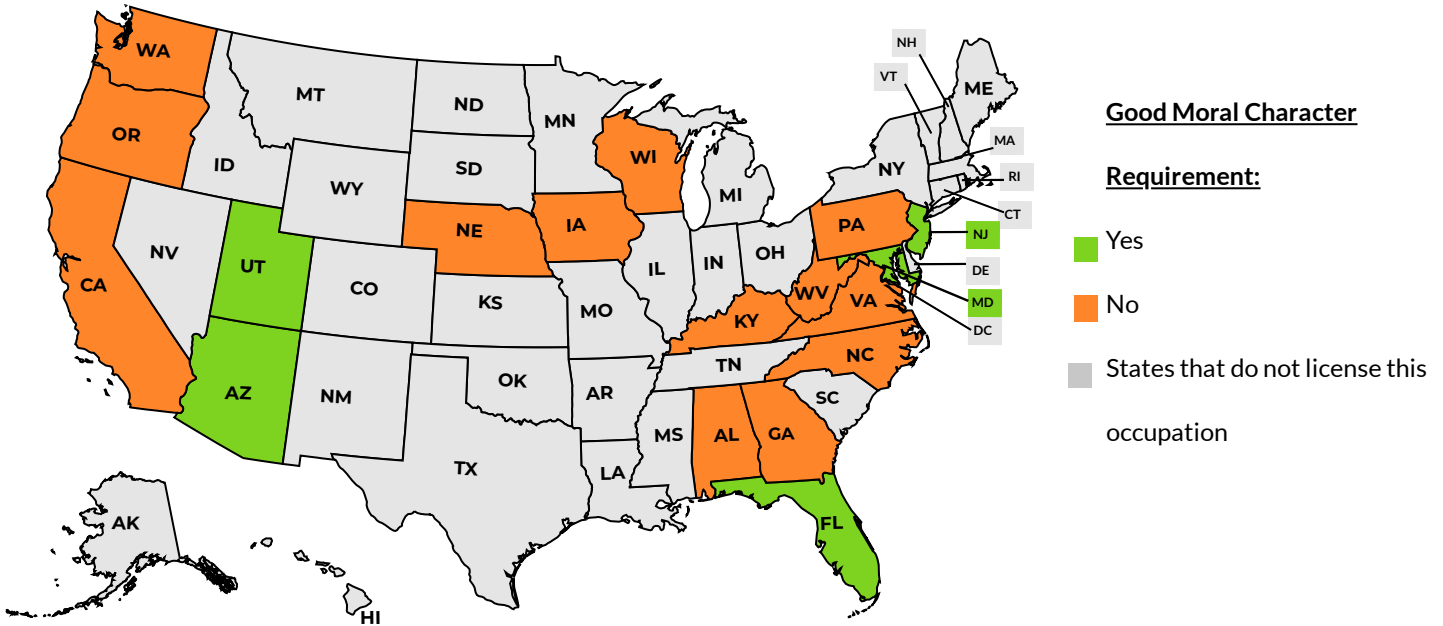 NH
VT
WA
ME
MT
ND
Good Moral Character
MN
OR
MA
WI
ID
SD
NY
Requirement:
RI
WY
MI
CT
NE
IA
PA
NJ
Yes
NV
UT
OH
IN
IL
DE
CA
CO
WV
VA
MD
No
KS
MO
KY
DC
NC
TN
States that do not license this
AZ
NM
OK
AR
SC
occupation
MS
AL
GA
TX
LA
AK
FL
HI